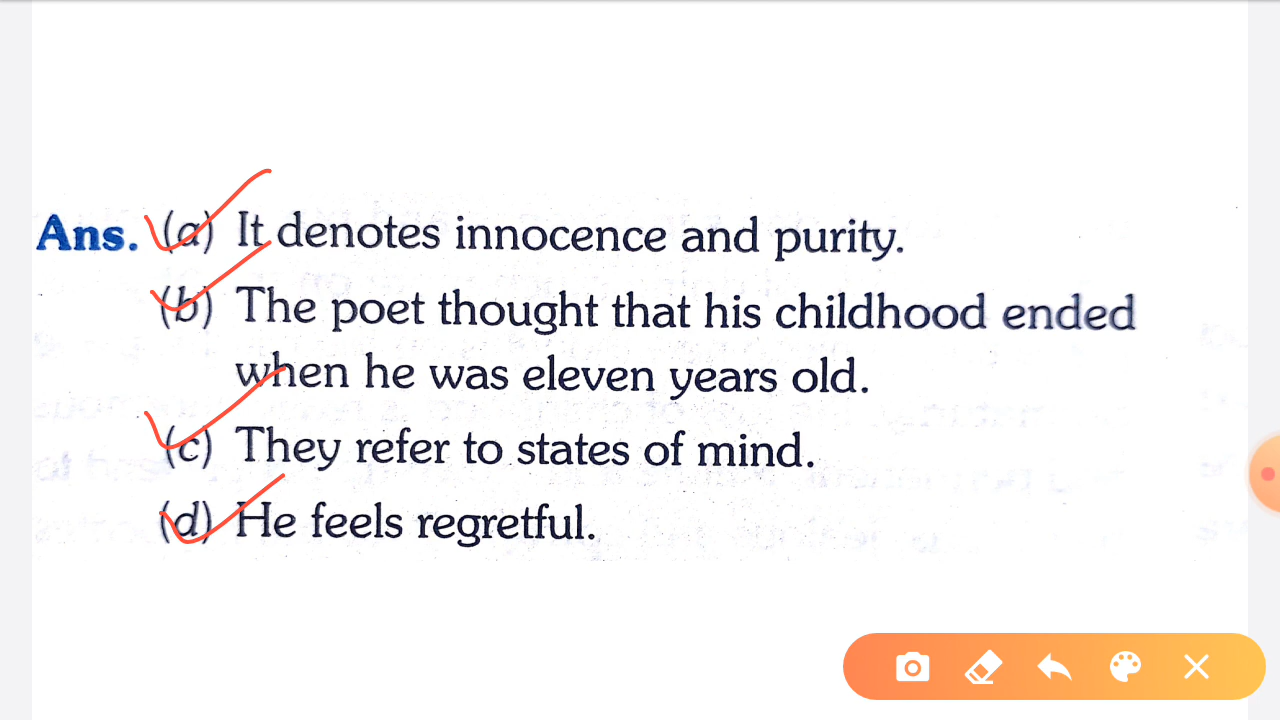 Ans. (a) It denotes innocence and purity.
(b) The poet thought that his childhood ended
when he was eleven years old.
(c) They refer to states of mind.
(d) He feels regretful.